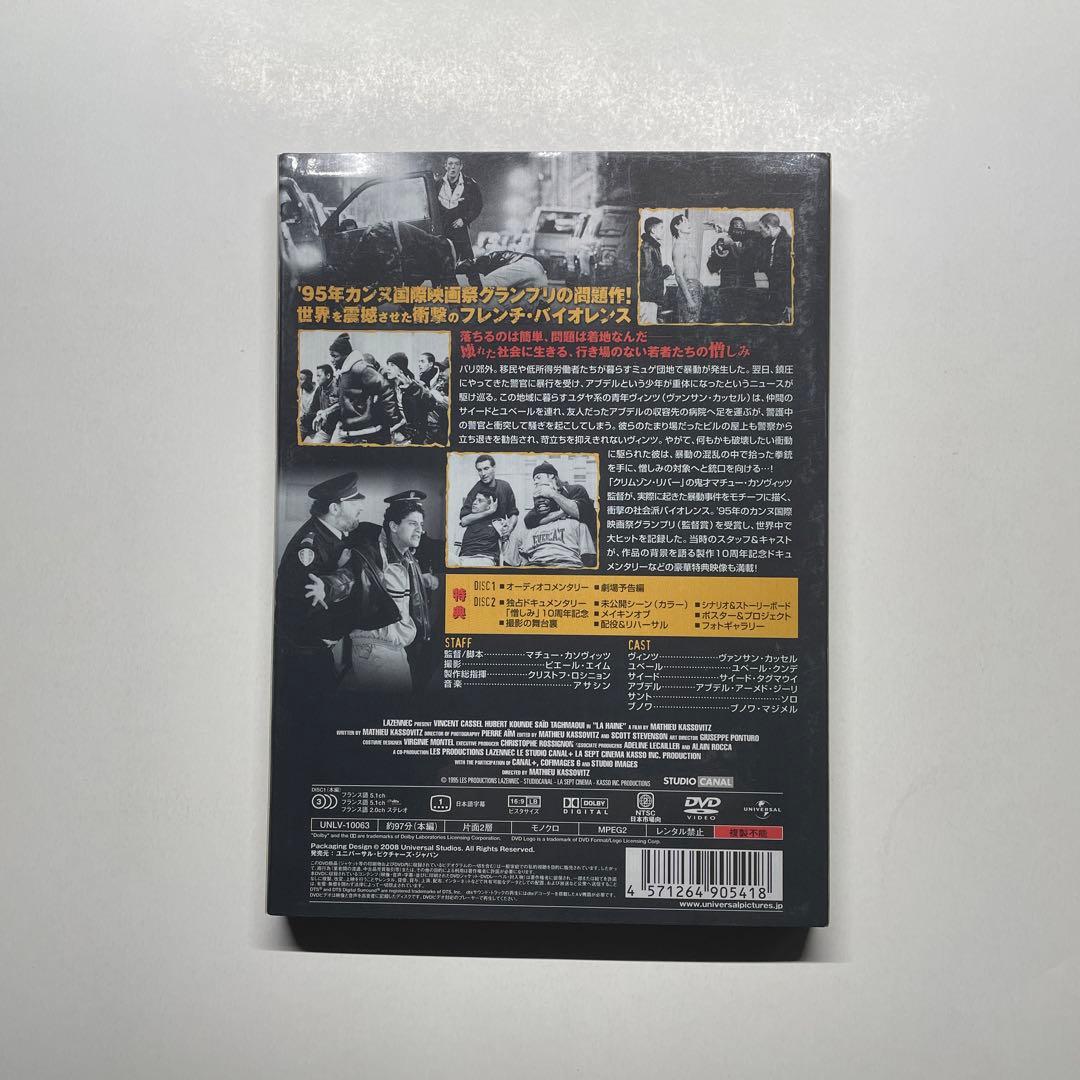 '95年カンヌ国際映画祭グランプリの問題作!
世界を震撼させた衝撃のフレンチ・バイオレンス
落ちるのは簡単、問題は着地なんだ
壊れた社会に生きる、行き場のない若者たちの憎しみ
パリ郊外。移民や低所得労働者たちが暮らすミュゲ団地で暴動が発生した。翌日、鎮圧
にやってきた警官に暴行を受け、アブデルという少年が重体になったというニュースが
駆け巡る。この地域に暮らすユダヤ系の青年ヴィンツ(ヴァンサン・カッセル)は、仲間の
サイードとユベールを連れ、友人だったアブデルの収容先の病院へ足を運ぶが、警護中
の警官と衝突して騒ぎを起こしてしまう。彼らのたまり場だったビルの屋上も警察から
立ち退きを勧告され、苛立ちを抑えきれないヴィンツ。やがて、何もかも破壊したい衝動
に駆られた彼は、暴動の混乱の中で拾った拳銃
を手に、憎しみの対象へと銃口を向ける…!
「クリムゾン・リバー」の鬼才マチュー・カソヴィッツ
監督が、実際に起きた暴動事件をモチーフに描く、
衝撃の社会派バイオレンス。'95年のカンヌ国際
映画祭グランプリ(監督賞)を受賞し、世界中で
大ヒットを記録した。当時のスタッフ&キャスト
が、作品の背景を語る製作10周年記念ドキュ
メンタリーなどの豪華特典映像も満載!
特典
DISC1 ■オーディオコメンタリー ■劇場予告編
DISC2 ■独占ドキュメンタリー ■未公開シーン(カラー) ■シナリオ&ストーリーボード
「憎しみ」10周年記念 ■メイキンオブ ■ポスター&プロジェクト
■撮影の舞台裏 ■配役&リハーサル ■フォトギャラリー
STAFF
監督/脚本……………マチュー・カソヴィッツ
撮影……………ピエール・エイム
製作総指揮……………クリストフ・ロシニョン
音楽……………アサシン
CAST
ヴィンツ……………ヴァンサン・カッセル
ユベール……………ユベール・クンデ
サイード……………サイード・タグマウイ
アブデル……………アブデル・アーメド・ジーリ
サント……………ソロ
ブノワ……………ブノワ・マジメル
LAZENNEC PRESENT VINCENT CASSEL HUBERT KOUNDE SAÏD TAGHMAOUI IN "LA HAINE" A FILM BY MATHIEU KASSOVITZ
WRITTEN BY MATHIEU KASSOVITZ DIRECTOR OF PHOTOGRAPHY PIERRE AÏM EDITED BY MATHIEU KASSOVITZ AND SCOTT STEVENSON ART DIRECTOR GIUSEPPE PONTURO
COSTUME DESIGNER VIRGINIE MONTEL EXECUTIVE PRODUCER CHRISTOPHE ROSSIGNON ASSOCIATE PRODUCERS ADELINE LECALLIER AND ALAIN ROCCA
A CO-PRODUCTION LES PRODUCTIONS LAZENNEC LE STUDIO CANAL+ LA SEPT CINEMA KASSO INC. PRODUCTION
WITH THE PARTICIPATION OF CANAL+, COFIMAGES 6 AND STUDIO IMAGES
DIRECTED BY MATHIEU KASSOVITZ
© 1995 LES PRODUCTIONS LAZENNEC - STUDIOCANAL - LA SEPT CINEMA - KASSO INC PRODUCTIONS
STUDIO CANAL
DISC1(本編)
3
フランス語 5.1ch
フランス語 5.1ch dts
フランス語 2.0ch ステレオ
1 日本語字幕
16:9 LB
ビスタサイズ
DOLBY
DIGITAL
2
NTSC
日本市場向
DVD
VIDEO
UNIVERSAL
UNLV-10063 約97分(本編) 片面2層 モノクロ MPEG2 レンタル禁止 複製不能
"Dolby" and the are trademarks of Dolby Laboratories Licensing Corporation. DVD Logo is a trademark of DVD Format/Logo Licensing Corp.
Packaging Design © 2008 Universal Studios. All Rights Reserved.
発売元:ユニバーサル・ピクチャーズ・ジャパン
4 571264 905418
www.universalpictures.jp